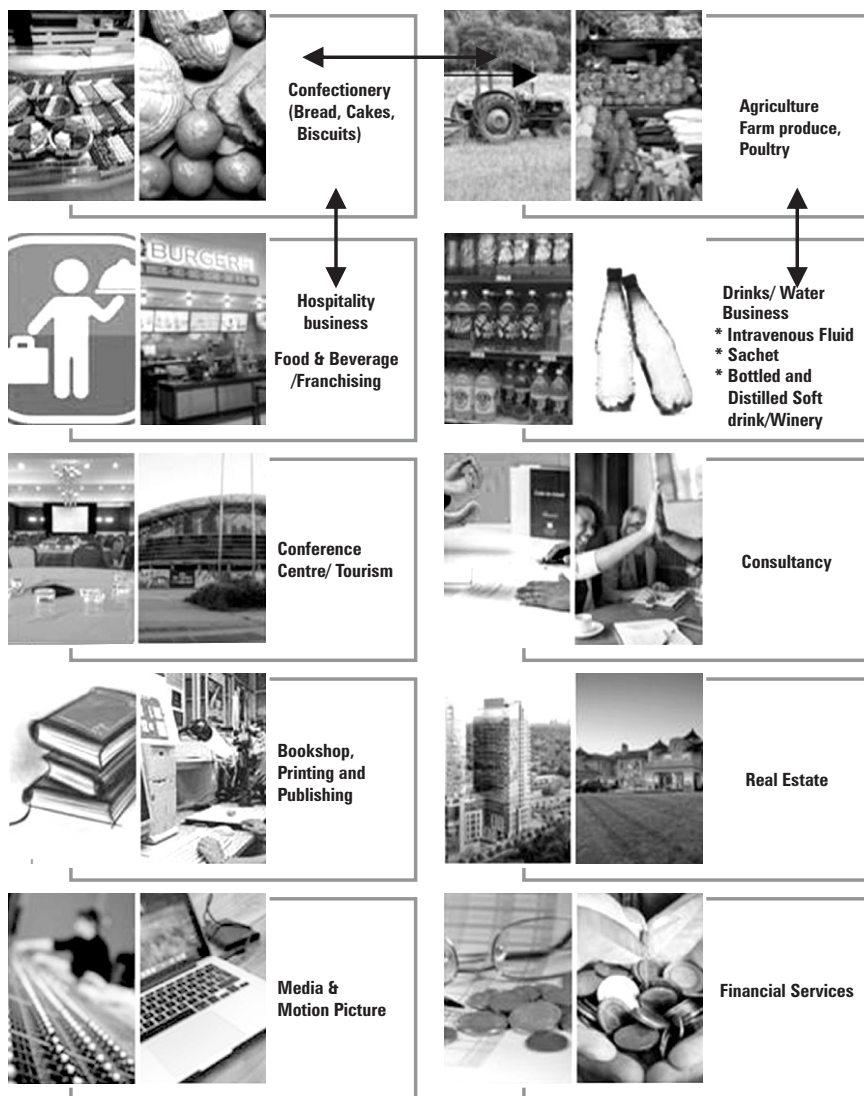 Confectionery
(Bread, Cakes,
Biscuits)
Agriculture
Farm produce,
Poultry
BURGER
Hospitality
business
Food & Beverage
/Franchising
Drinks/ Water
Business
* Intravenous Fluid
* Sachet
* Bottled and
Distilled Soft
drink/Winery
Conference
Centre/ Tourism
Consultancy
Bookshop,
Printing and
Publishing
Real Estate
Media &
Motion Picture
Financial Services